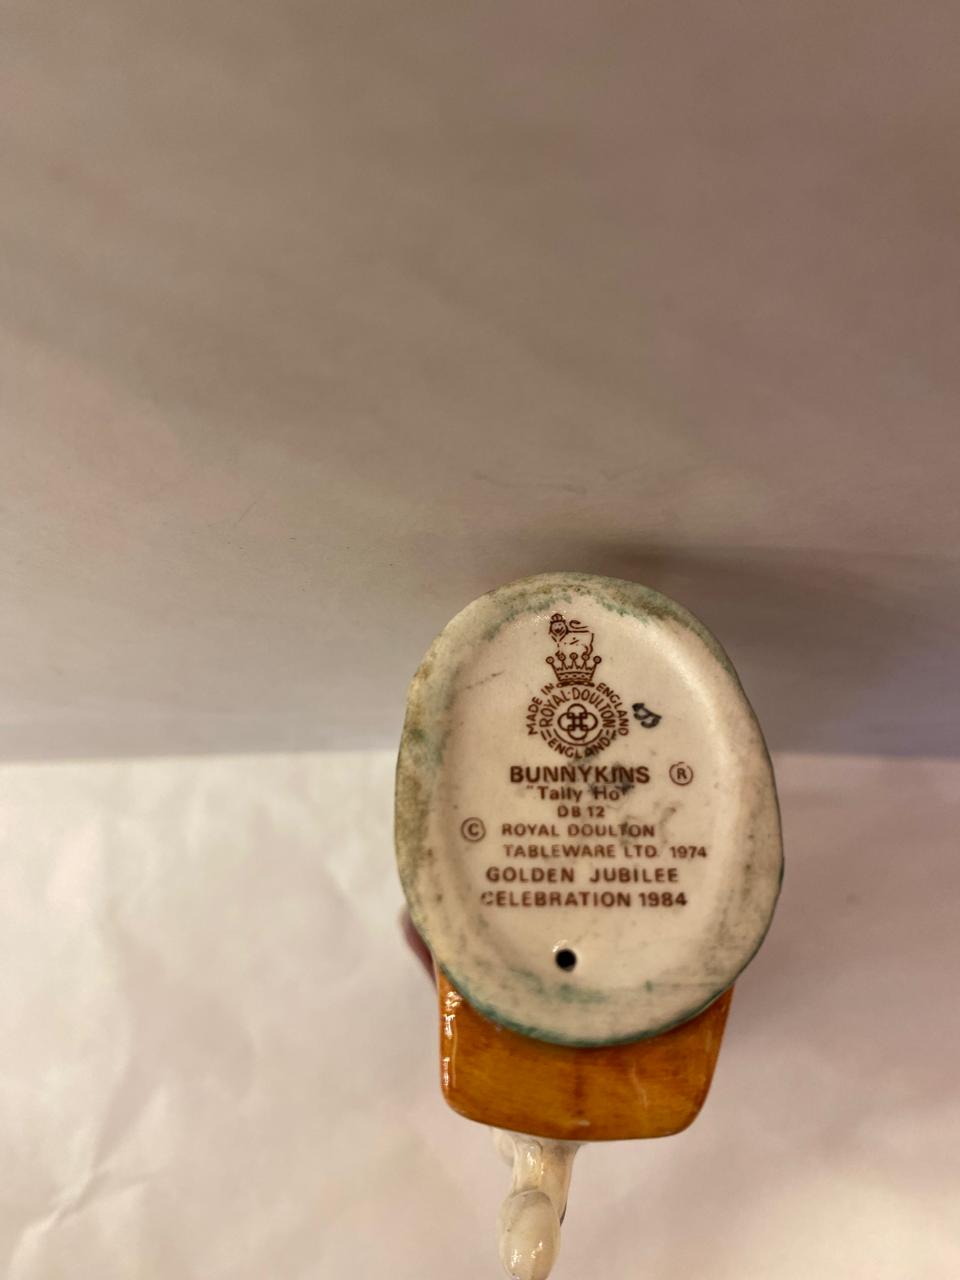 MADE IN ENGLAND
ROYAL·DOULTON
ENGLAND
BUNNYKINS ®
"Tally Ho"
DB 12
© ROYAL DOULTON
TABLEWARE LTD. 1974
GOLDEN JUBILEE
CELEBRATION 1984